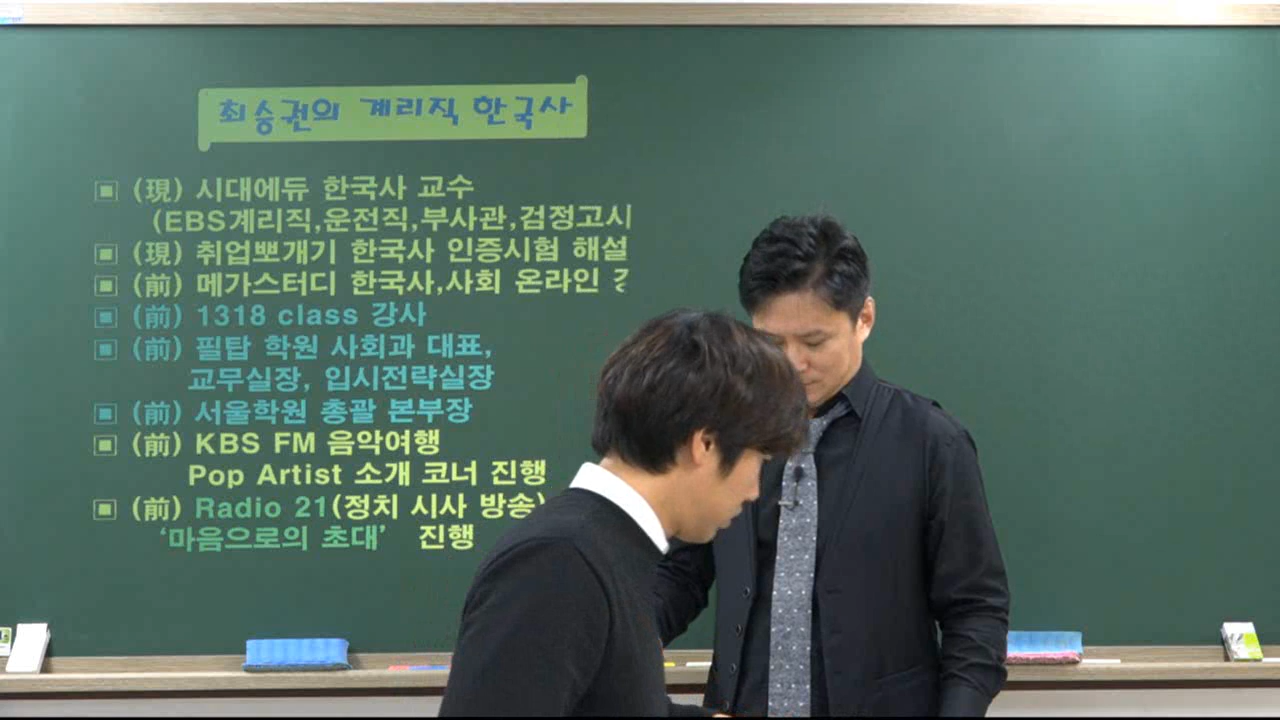 최승권의 계리직 한국사
▣ (現) 시대에듀 한국사 교수
(EBS계리직,운전직,부사관,검정고시
▣ (現) 취업뽀개기 한국사 인증시험 해설
▣ (前) 메가스터디 한국사,사회 온라인
▣ (前) 1318 class 강사
▣ (前) 필탑 학원 사회과 대표,
교무실장, 입시전략실장
▣ (前) 서울학원 총괄 본부장
▣ (前) KBS FM 음악여행
Pop Artist 소개 코너 진행
▣ (前) Radio 21(정치 시사 방송)
‘마음으로의 초대’ 진행